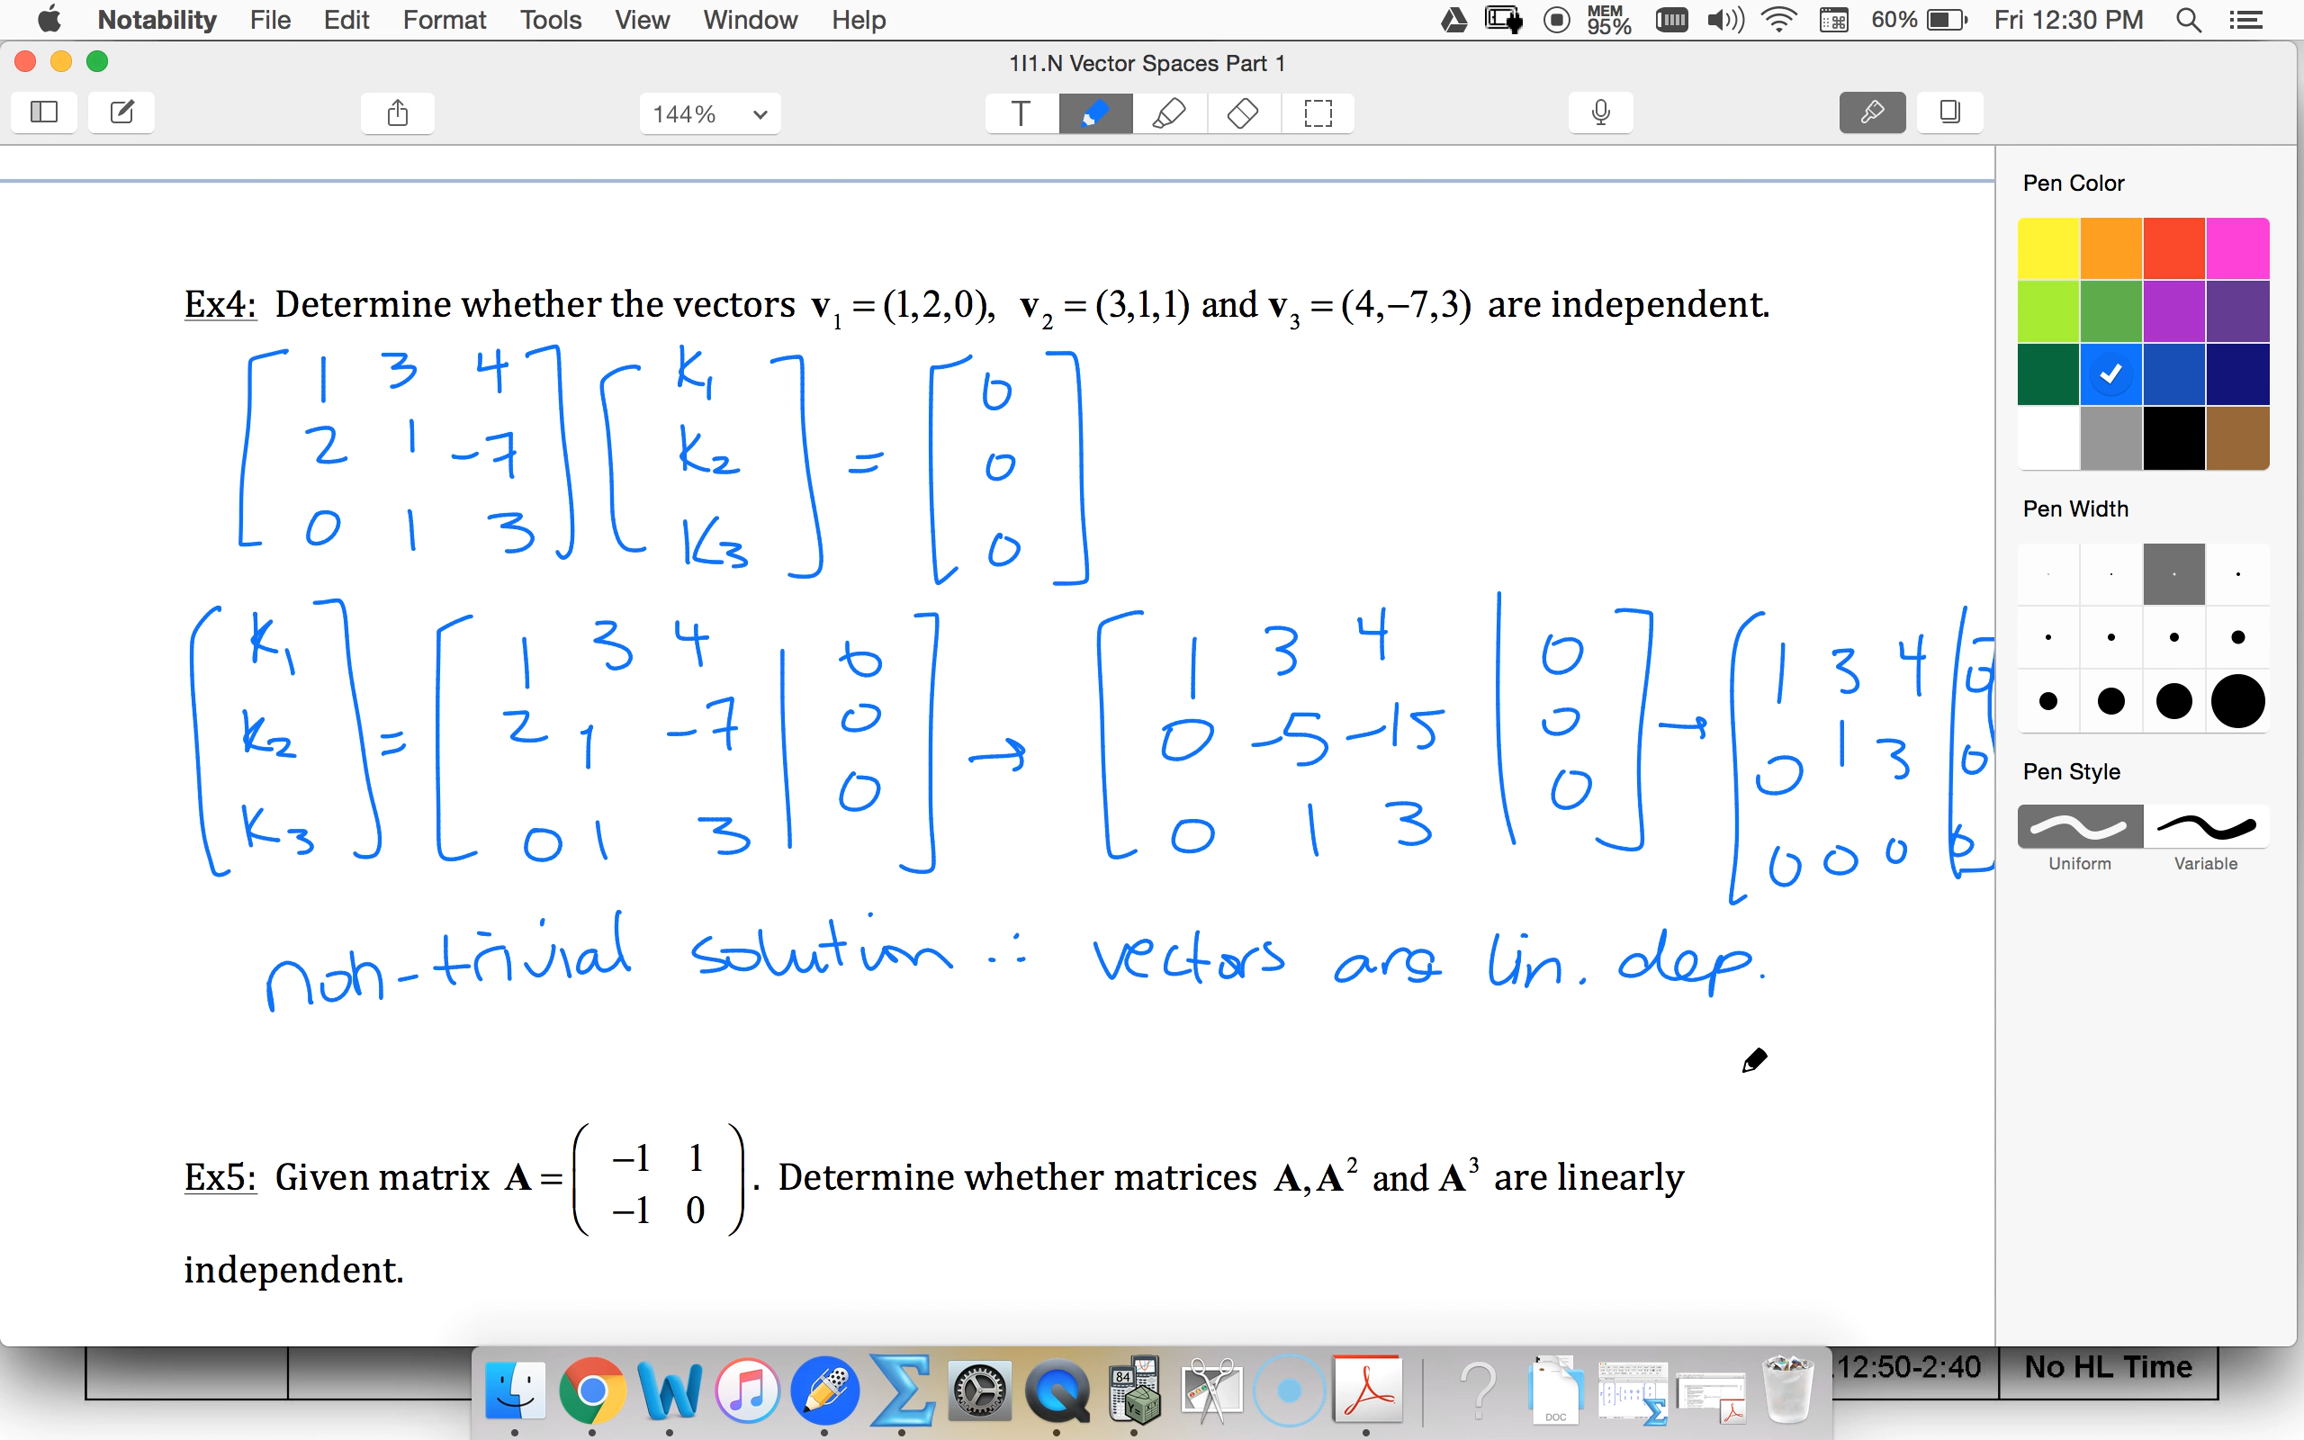 Notability File Edit Format Tools View Window Help MEM 95% 60% Fri 12:30 PM
1I1.N Vector Spaces Part 1
144% T
Pen Color
Ex4: Determine whether the vectors v₁ = (1,2,0), v₂ = (3,1,1) and v₃ = (4,−7,3) are independent.
[1 3 4] [k₁] [0]
[2 1 −7] [k₂] = [0]
[0 1 3] [k₃] [0]
Pen Width
[k₁] [1 3 4 | 0] [1 3 4 | 0] [1 3 4 | 0
[k₂] = [2 1 −7 | 0] → [0 −5 −15 | 0] → [0 1 3 | 0
[k₃] [0 1 3 | 0] [0 1 3 | 0] [0 0 0 | 0
Pen Style
Uniform Variable
non-trivial solution ∴ vectors are lin. dep.
Ex5: Given matrix A = (−1 1
−1 0). Determine whether matrices A, A² and A³ are linearly
independent.
12:50-2:40 No HL Time
84
DOC